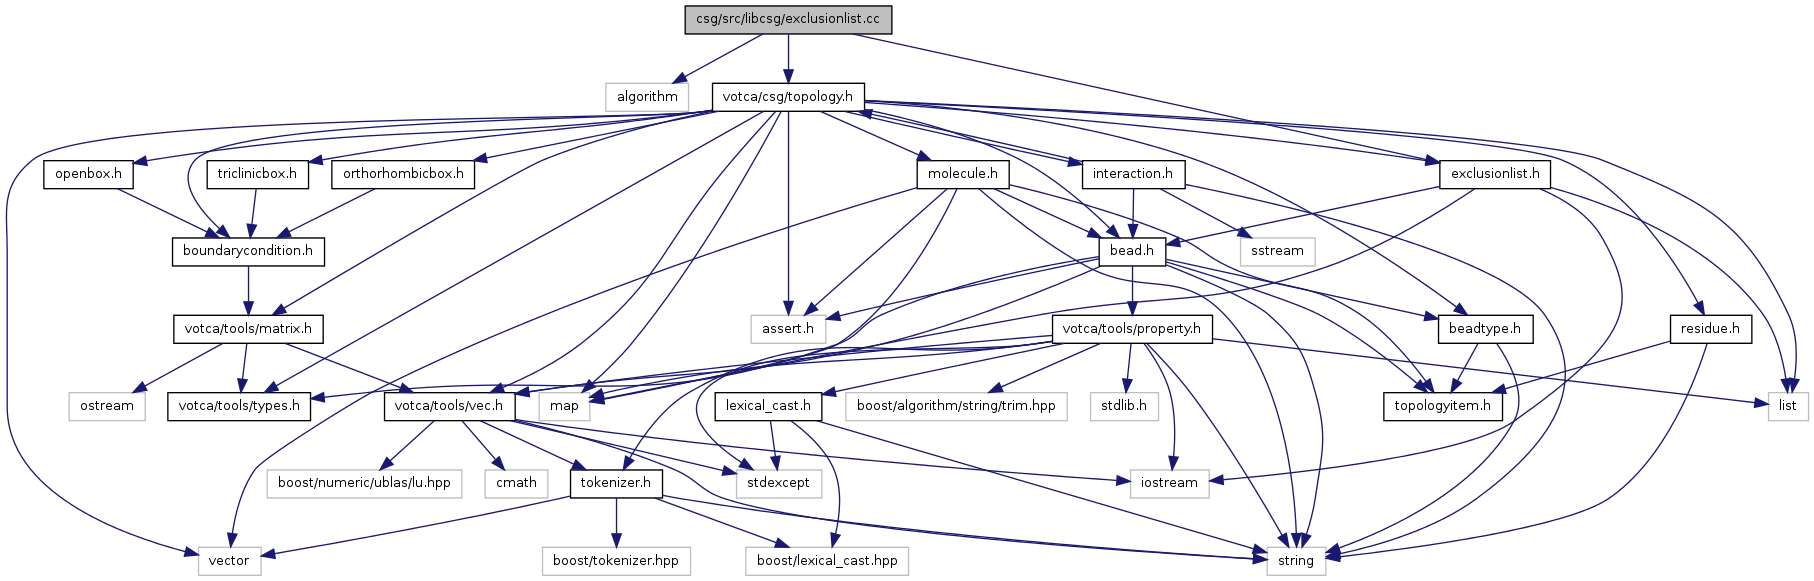 csg/src/libcsg/exclusionlist.cc
algorithm
votca/csg/topology.h
openbox.h
triclinicbox.h
orthorhombicbox.h
molecule.h
interaction.h
exclusionlist.h
boundarycondition.h
bead.h
sstream
votca/tools/matrix.h
assert.h
votca/tools/property.h
beadtype.h
residue.h
ostream
votca/tools/types.h
votca/tools/vec.h
map
lexical_cast.h
boost/algorithm/string/trim.hpp
stdlib.h
topologyitem.h
list
boost/numeric/ublas/lu.hpp
cmath
tokenizer.h
stdexcept
iostream
vector
boost/tokenizer.hpp
boost/lexical_cast.hpp
string